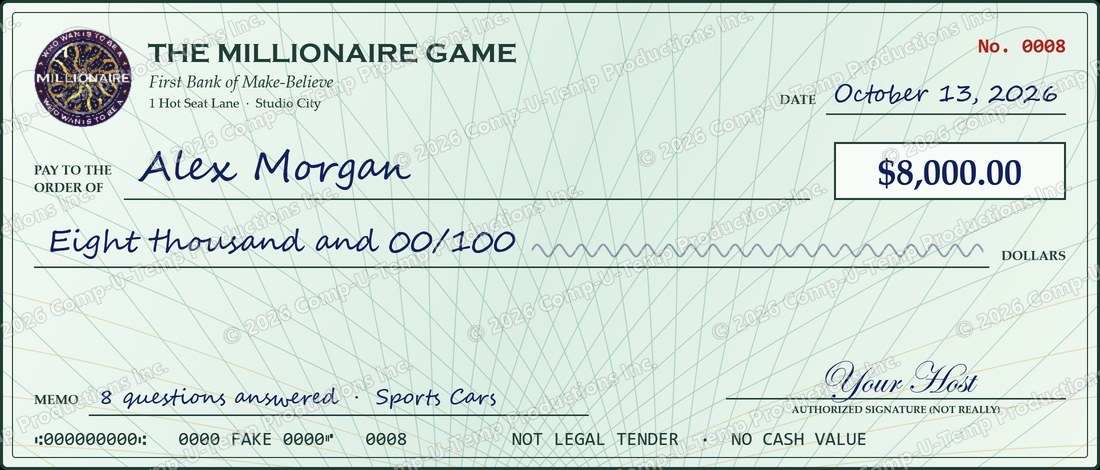 WHO WANTS TO BE A
MILLIONAIRE
WHO WANTS TO BE A
THE MILLIONAIRE GAME
First Bank of Make-Believe
1 Hot Seat Lane · Studio City
No. 0008
DATE October 13, 2026
PAY TO THE
ORDER OF Alex Morgan
$8,000.00
Eight thousand and 00/100 DOLLARS
MEMO 8 questions answered · Sports Cars
Your Host
AUTHORIZED SIGNATURE (NOT REALLY)
⑆000000000⑆ 0000 FAKE 0000⑈ 0008 NOT LEGAL TENDER · NO CASH VALUE
© 2026 Comp-U-Temp Productions Inc.